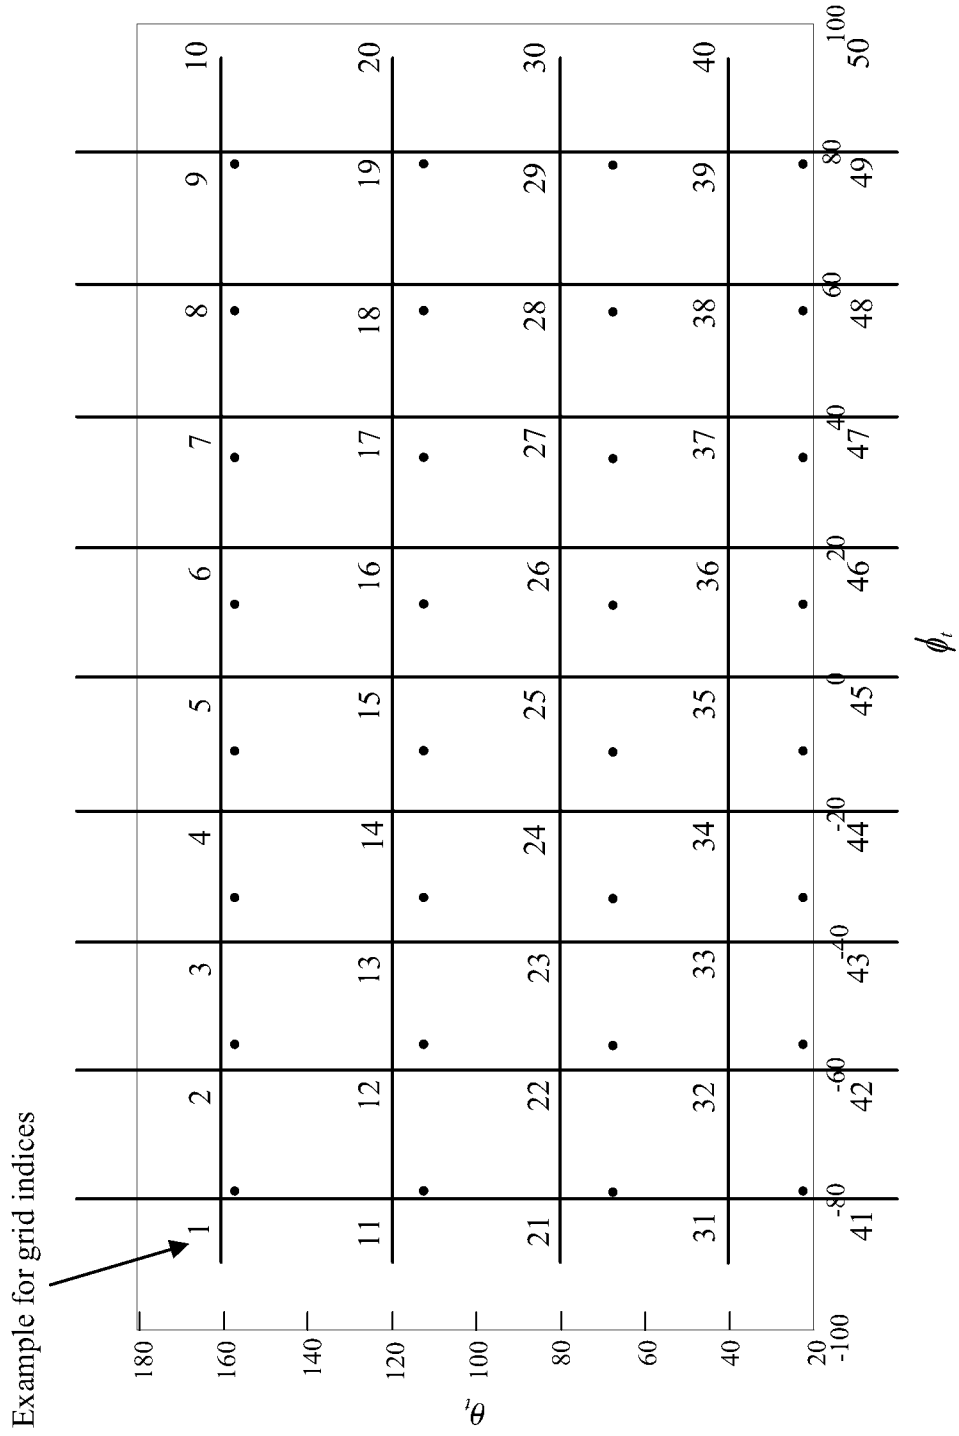 Example for grid indices
1 2 3 4 5 6 7 8 9 10
11 12 13 14 15 16 17 18 19 20
21 22 23 24 25 26 27 28 29 30
31 32 33 34 35 36 37 38 39 40
41 42 43 44 45 46 47 48 49 50
180
160
140
120
100
80
60
40
20
θt
-100 -80 -60 -40 -20 0 20 40 60 80 100
ϕt